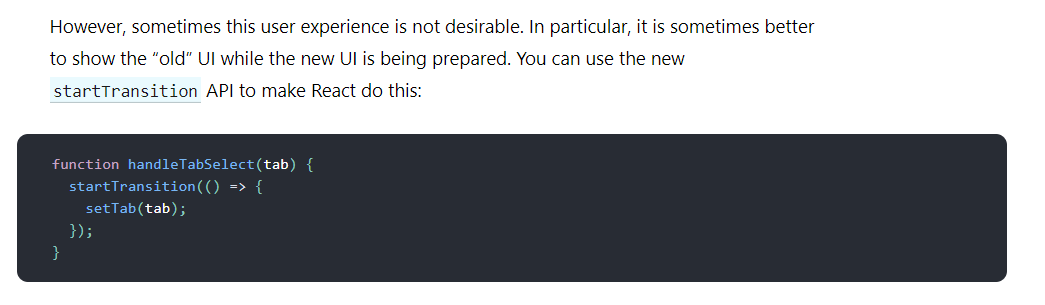 However, sometimes this user experience is not desirable. In particular, it is sometimes better
to show the “old” UI while the new UI is being prepared. You can use the new
startTransition API to make React do this:
function handleTabSelect(tab) {
  startTransition(() => {
    setTab(tab);
  });
}